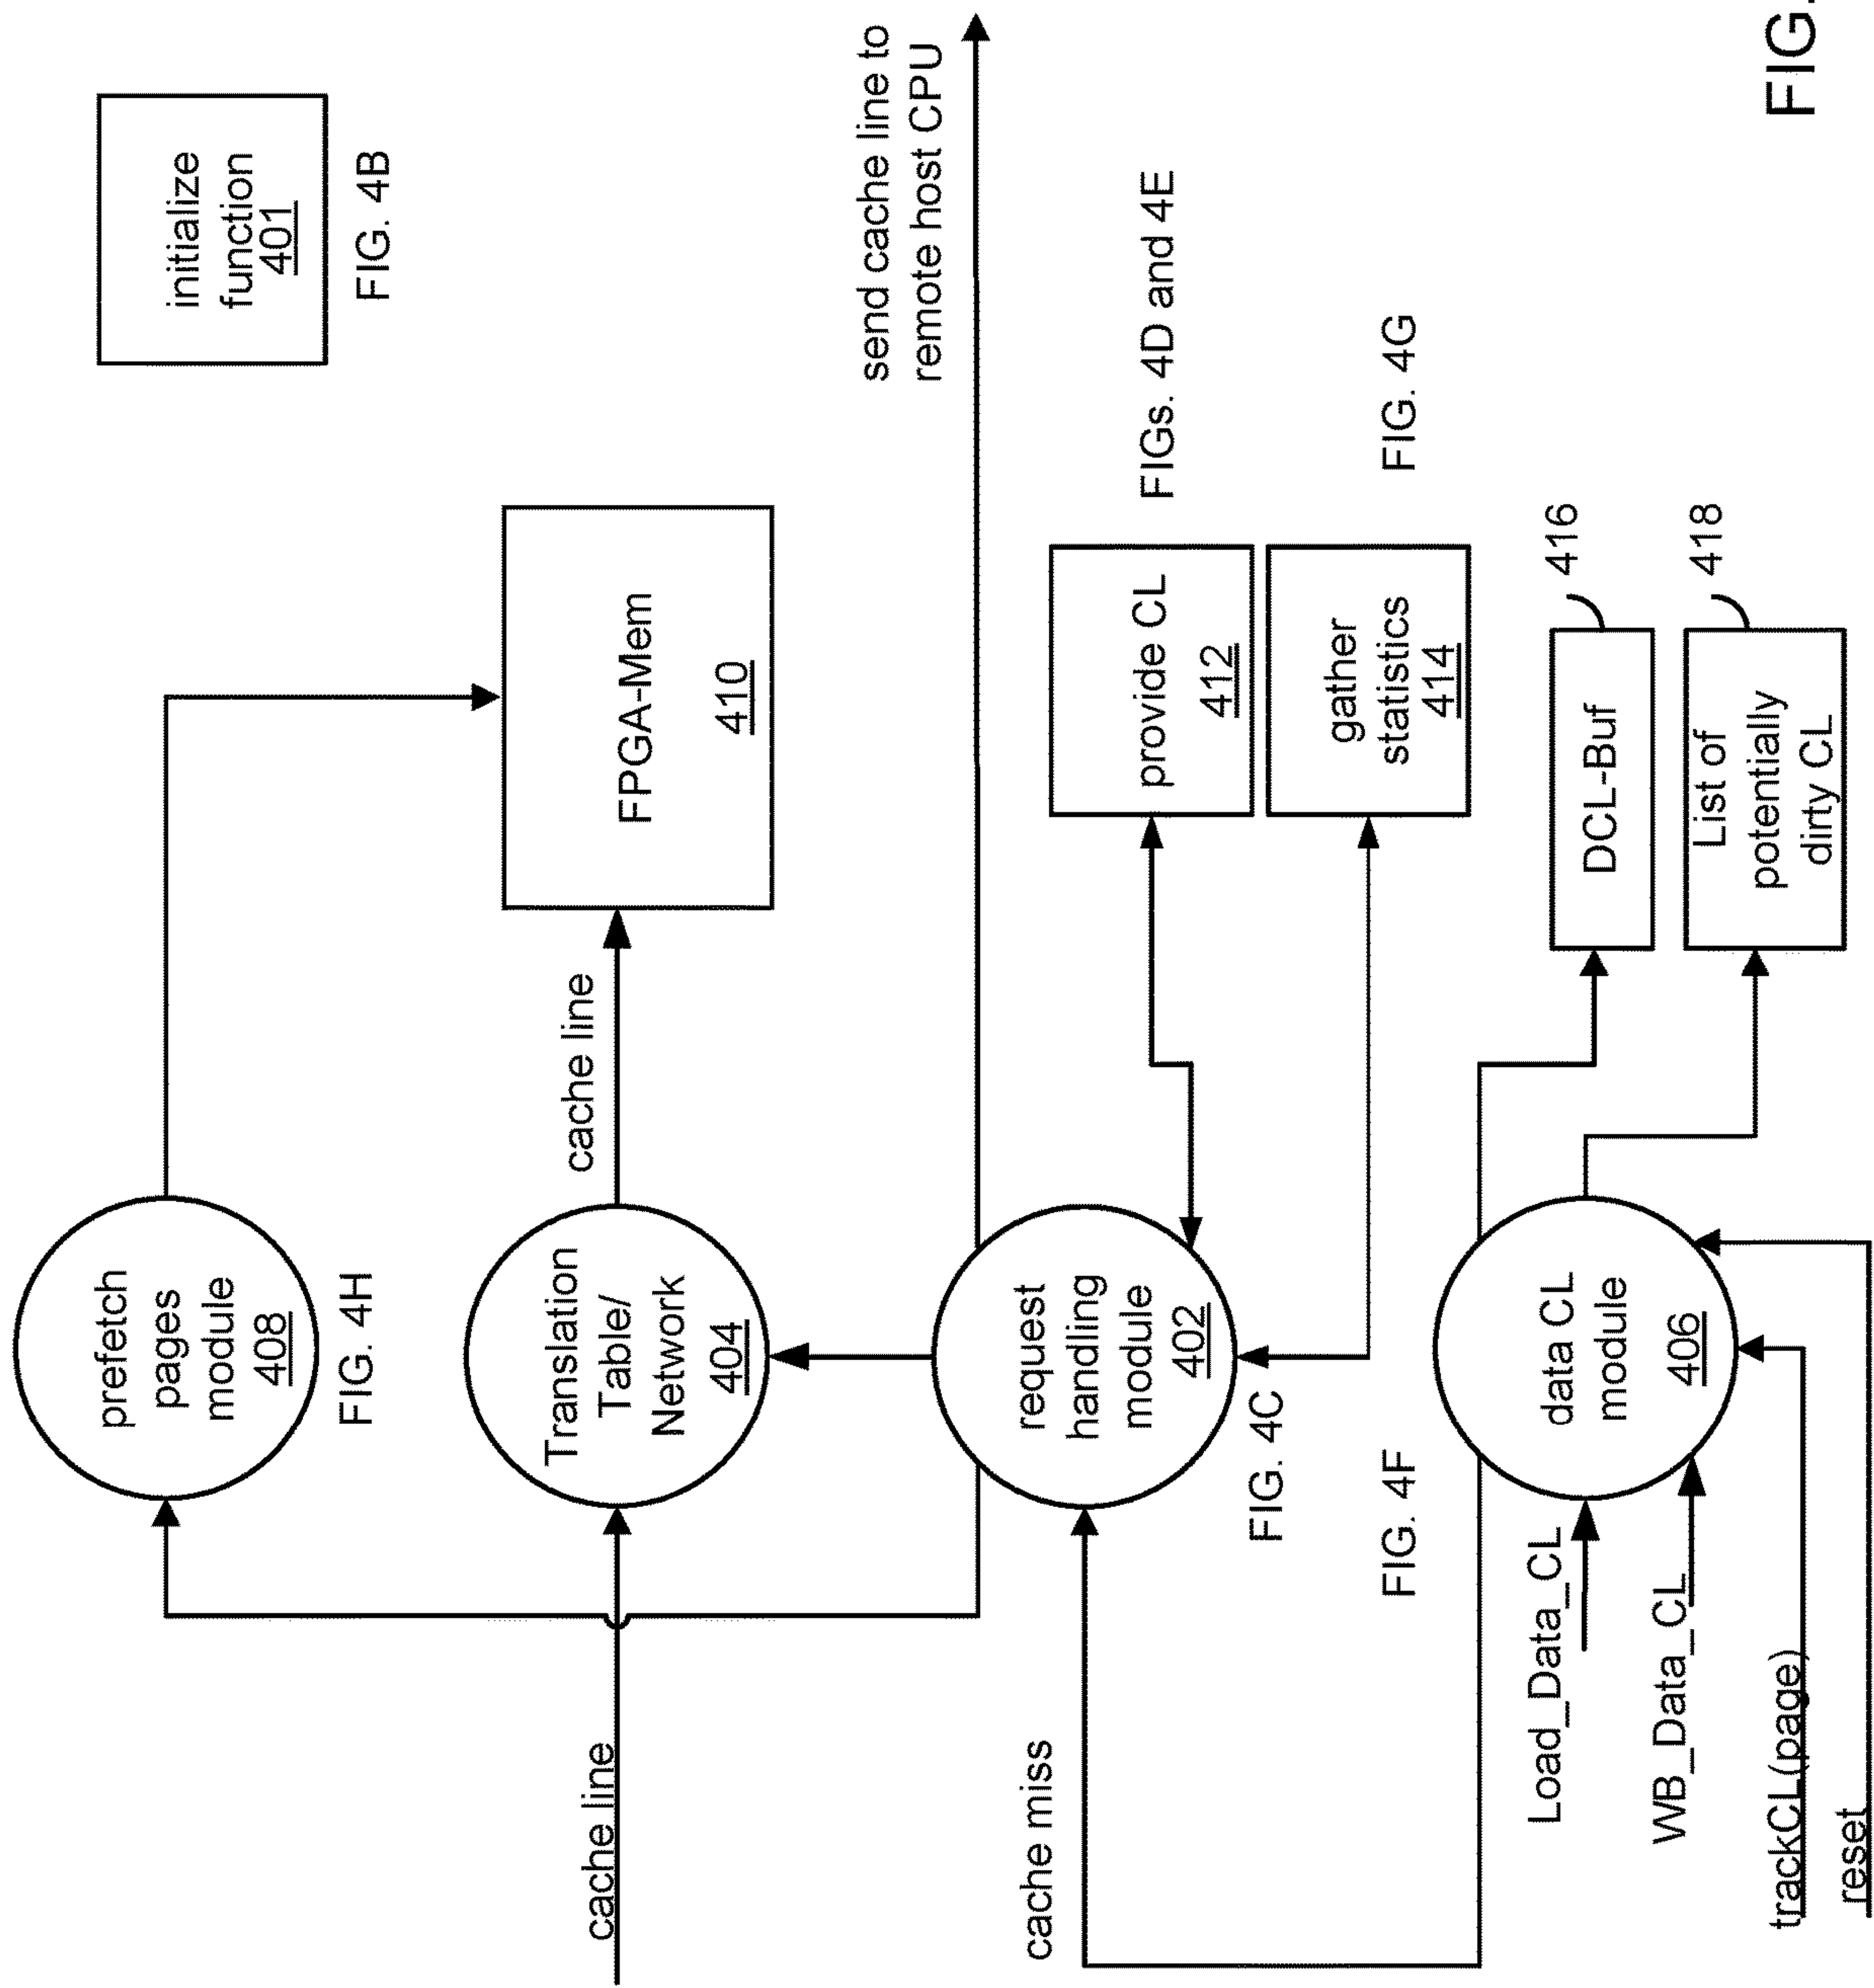 initialize
function
401
FIG. 4B
prefetch
pages
module
408
FIG. 4H
FPGA-Mem
410
cache line
Translation
Table/
Network
404
cache line
send cache line to
remote host CPU
request
handling
module
402
FIG. 4C
cache miss
provide CL
412
FIGs. 4D and 4E
gather
statistics
414
FIG. 4G
FIG. 4F
data CL
module
406
DCL-Buf
416
List of
potentially
dirty CL
418
Load_Data_CL
WB_Data_CL
trackCL(page)
reset
FIG.